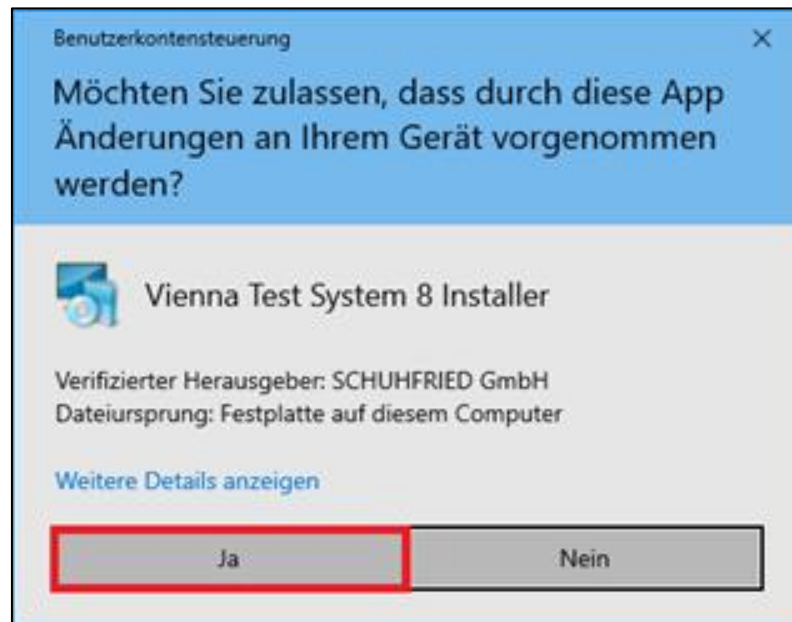 Benutzerkontensteuerung
Möchten Sie zulassen, dass durch diese App
Änderungen an Ihrem Gerät vorgenommen
werden?
Vienna Test System 8 Installer
Verifizierter Herausgeber: SCHUHFRIED GmbH
Dateiursprung: Festplatte auf diesem Computer
Weitere Details anzeigen
Ja Nein